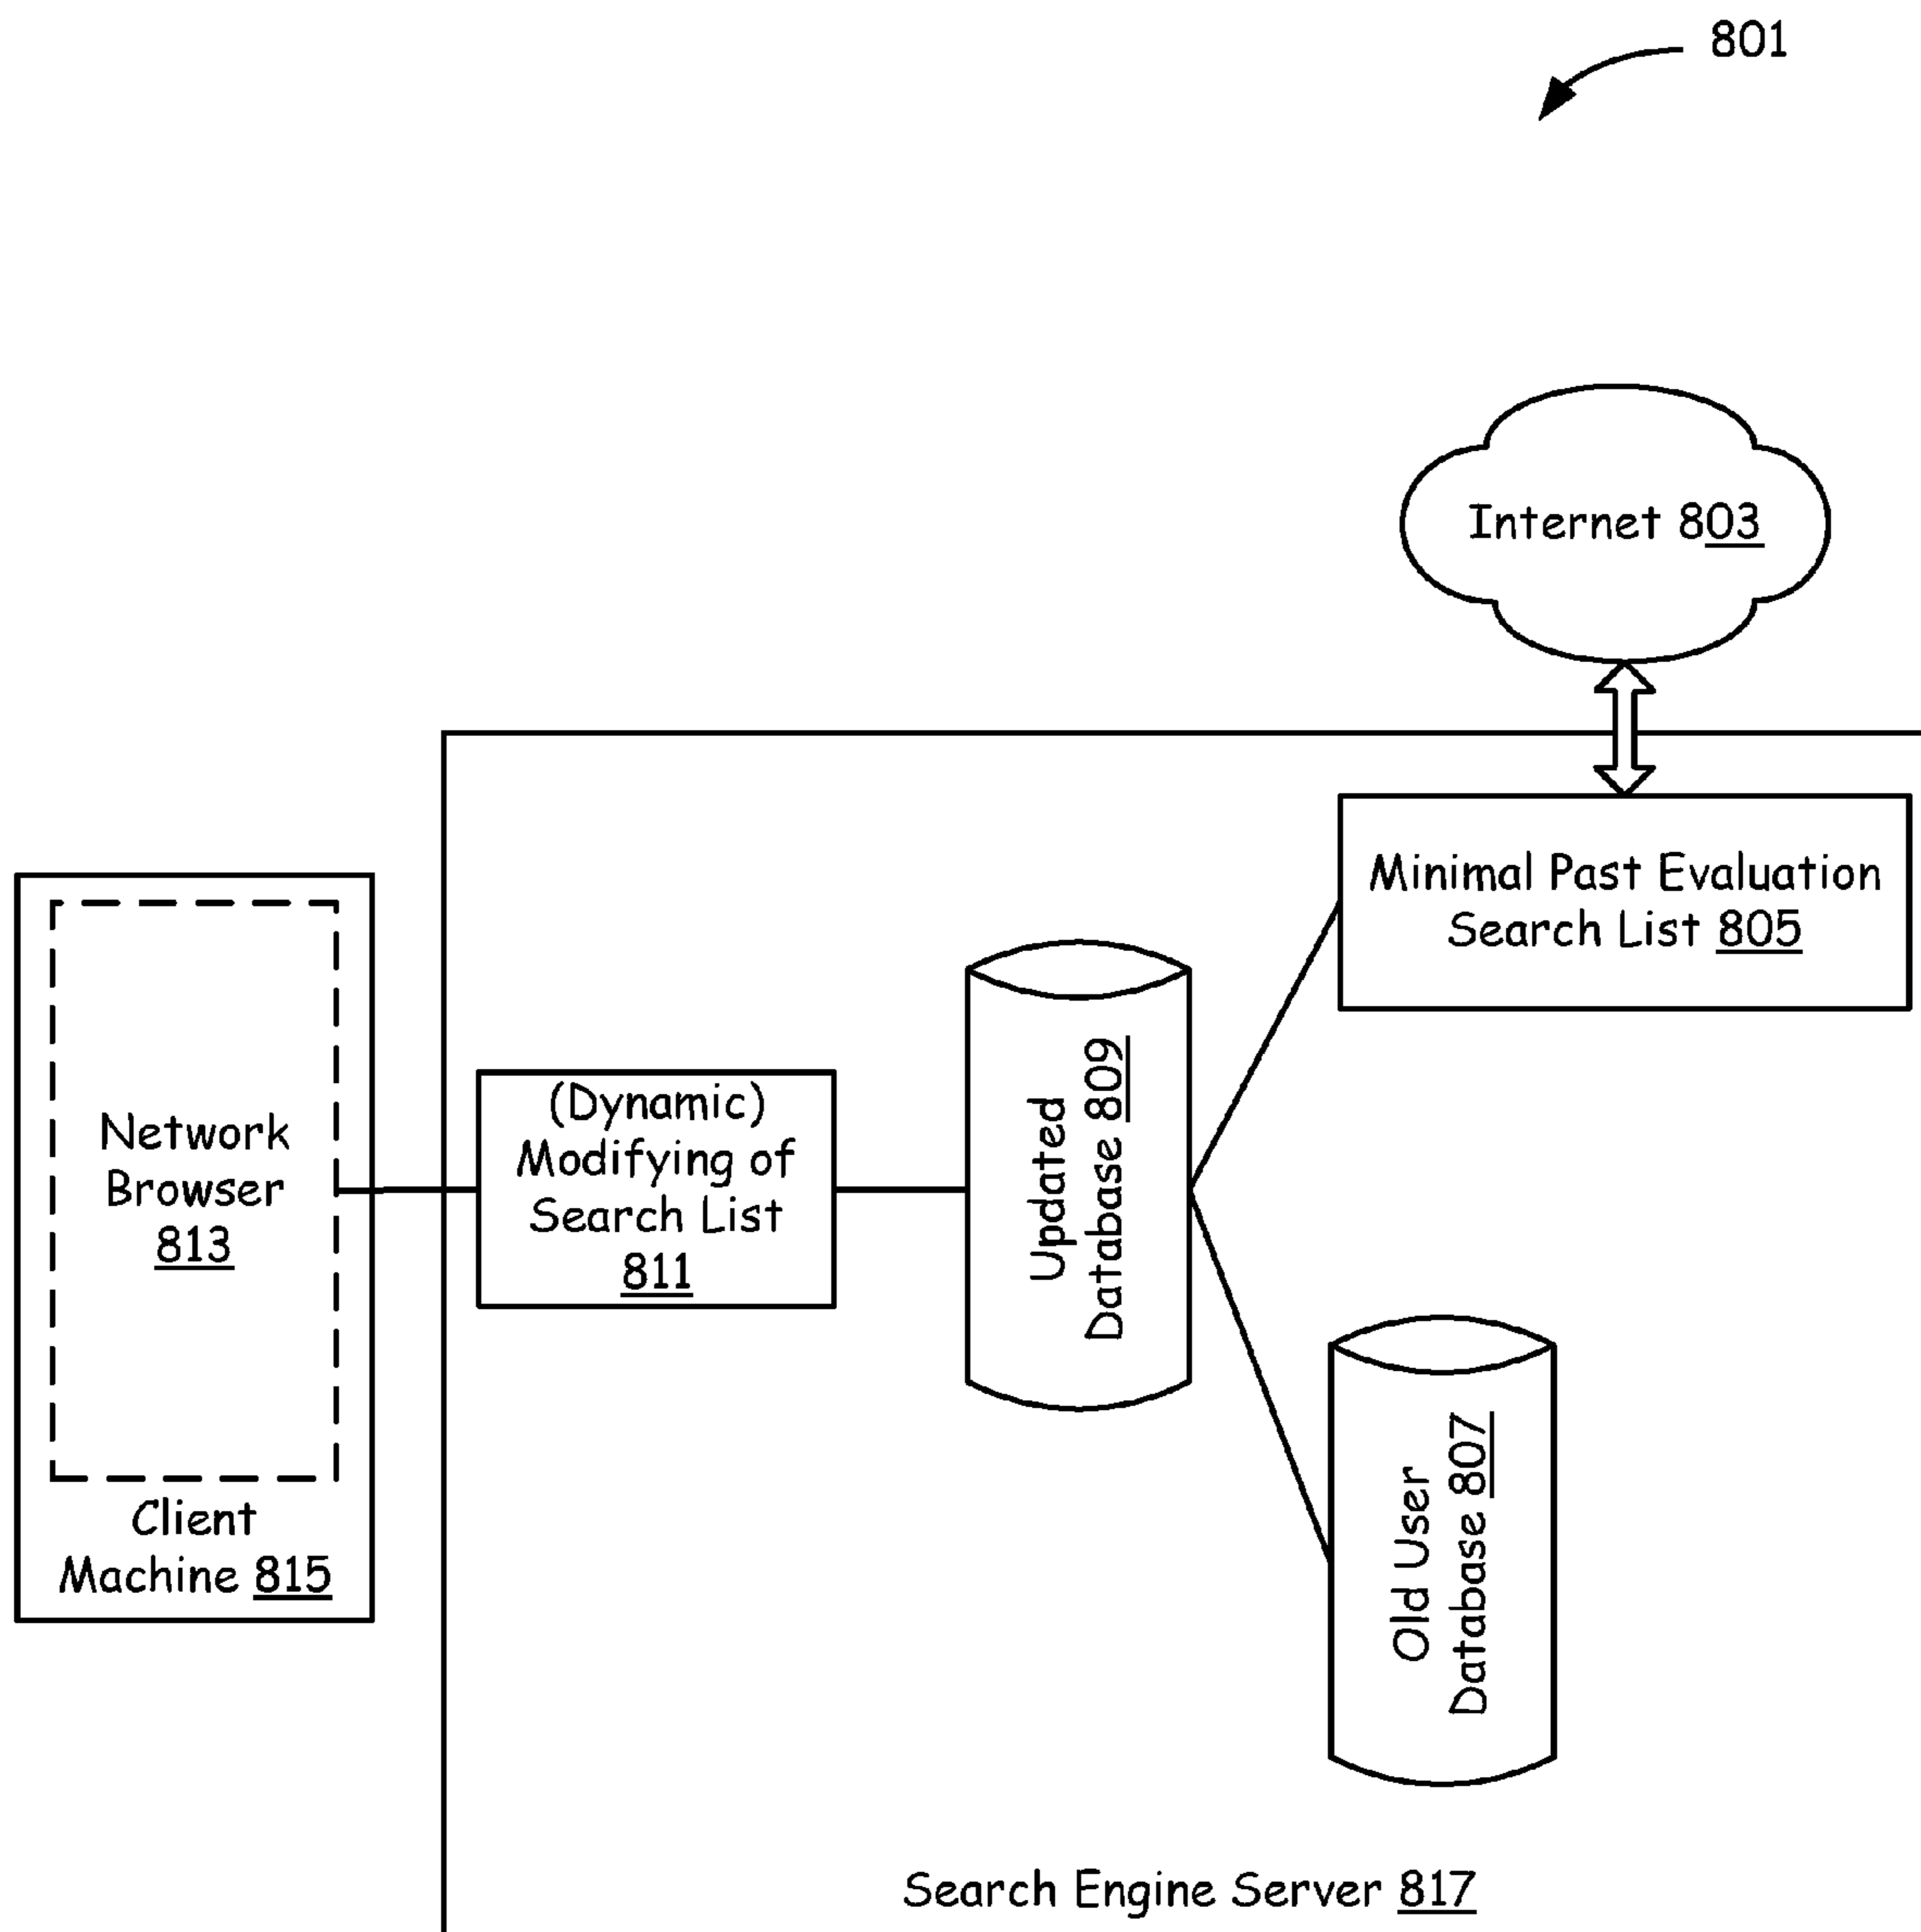 801
Internet 803
Minimal Past Evaluation
Search List 805
(Dynamic)
Modifying of
Search List
811
Updated
Database 809
Network
Browser
813
Client
Machine 815
Old User
Database 807
Search Engine Server 817